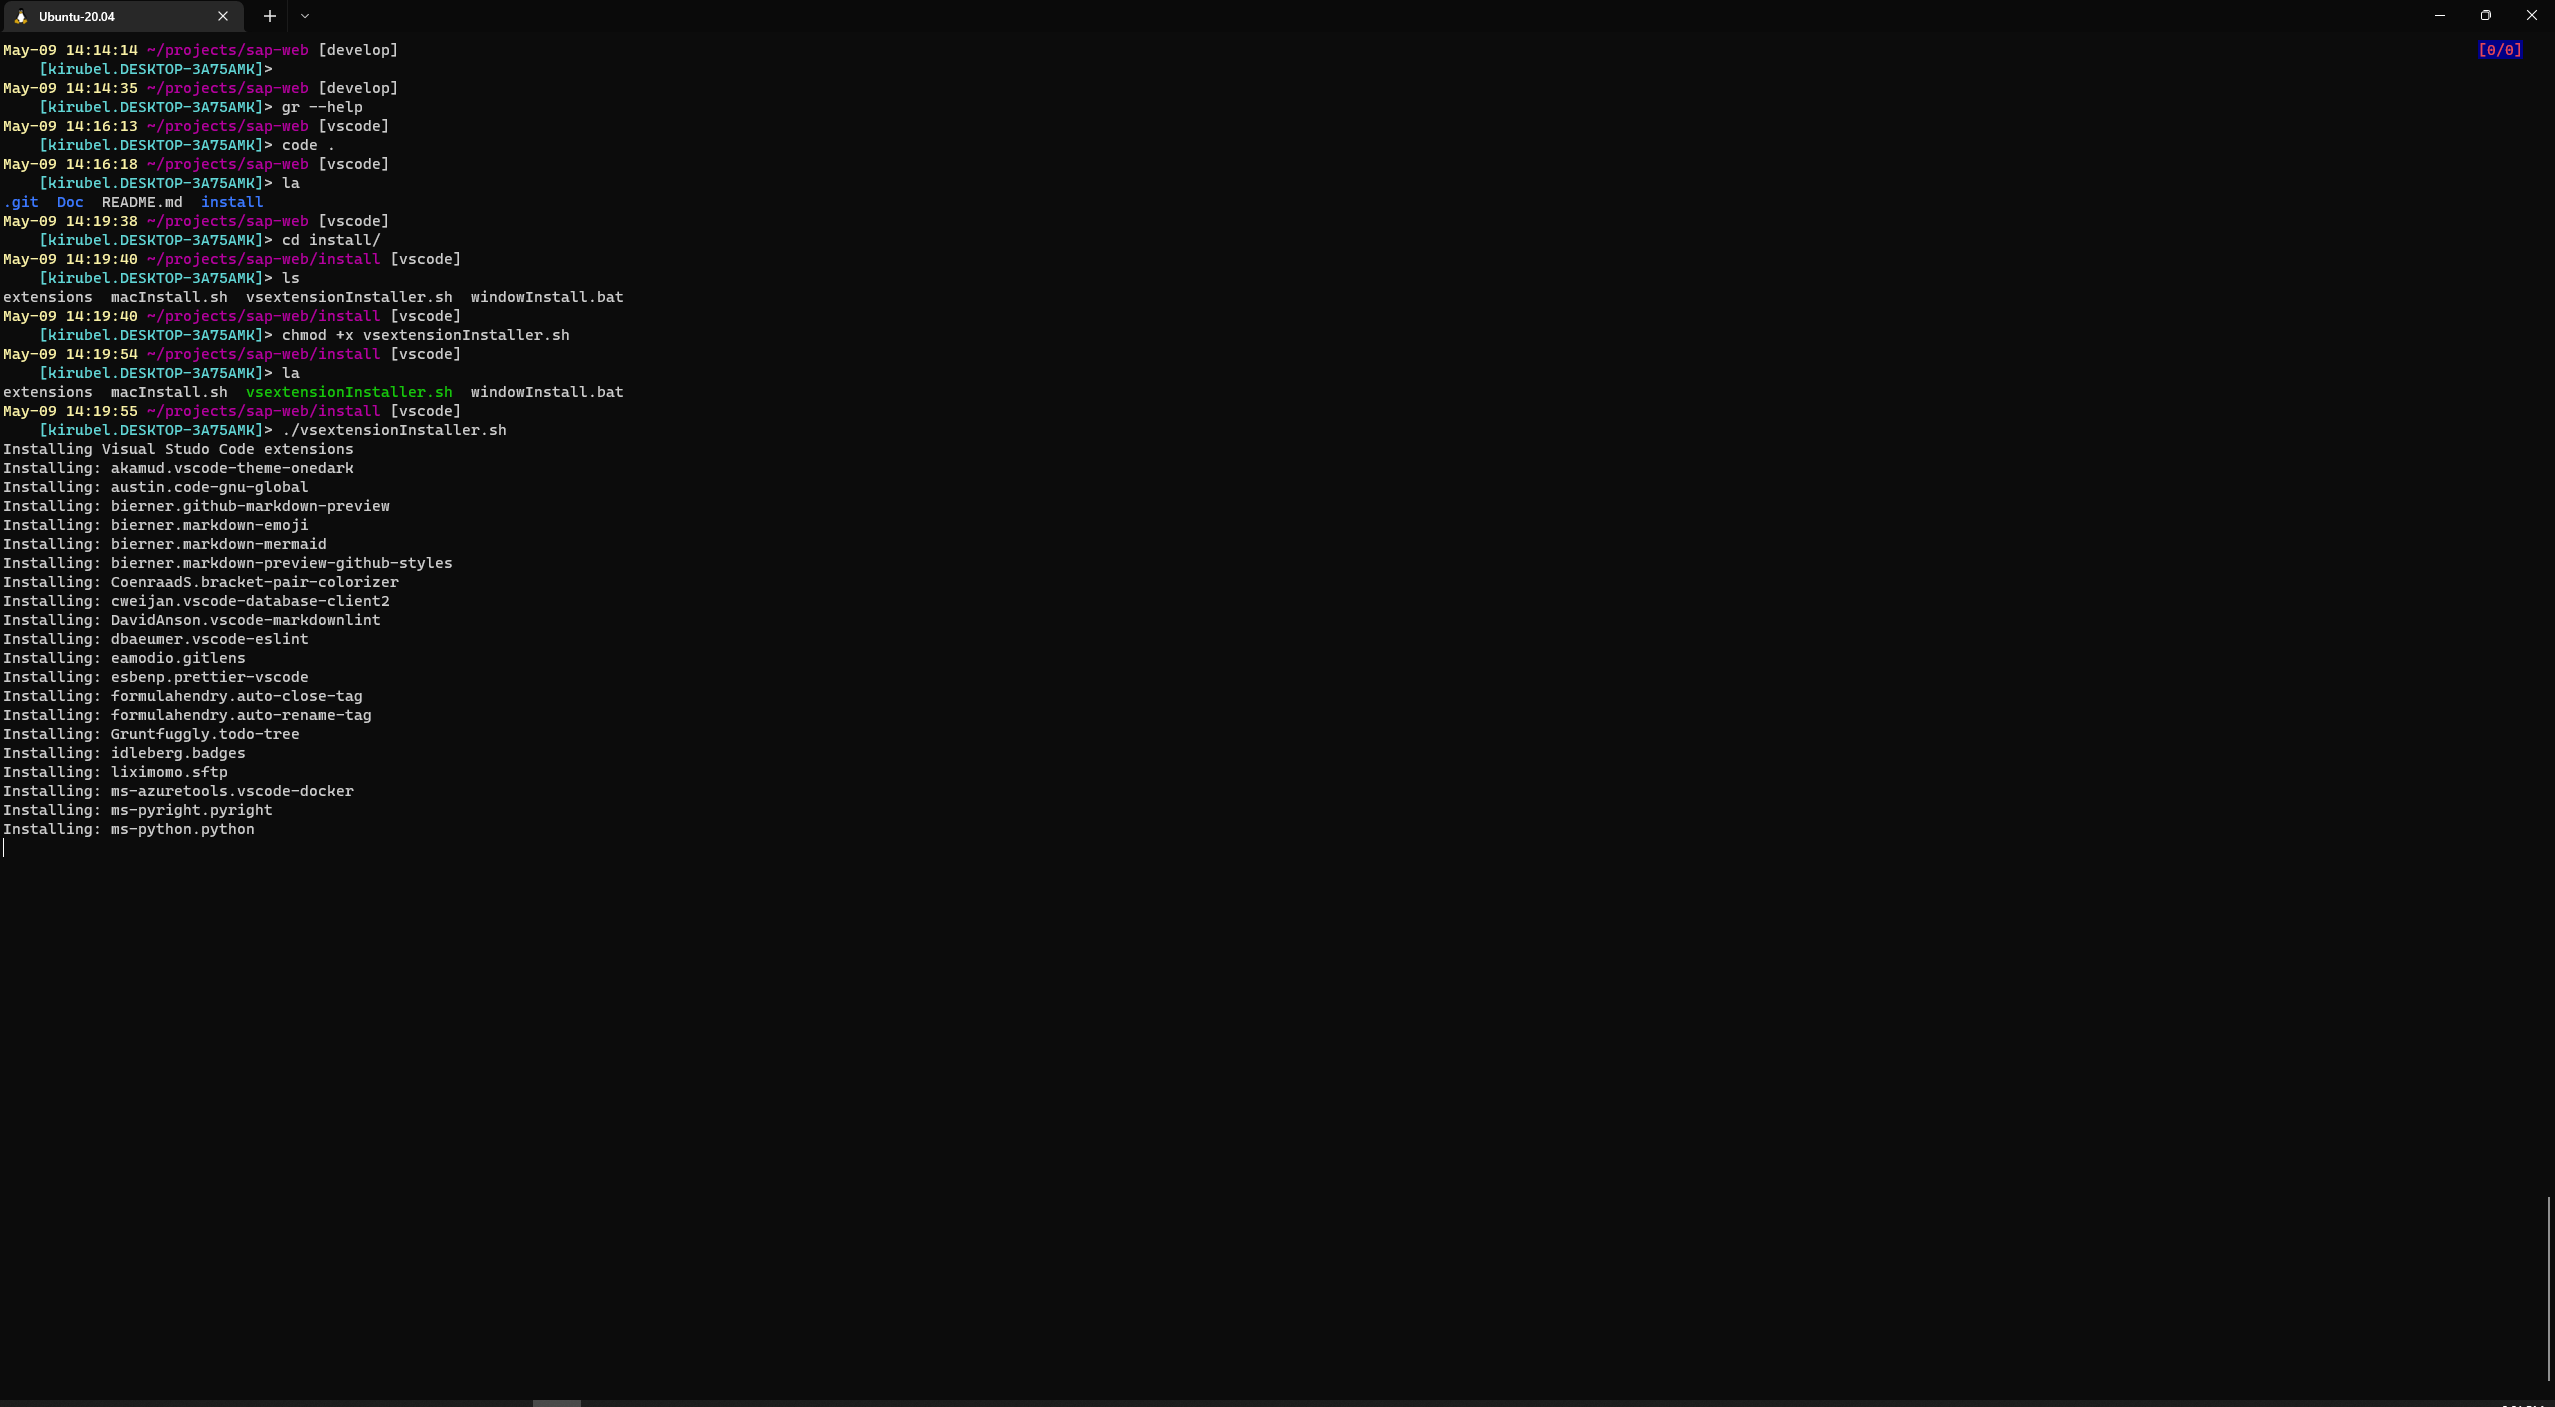 Ubuntu-20.04
May-09 14:14:14 ~/projects/sap-web [develop] [0/0]
[kirubel.DESKTOP-3A75AMK]>
May-09 14:14:35 ~/projects/sap-web [develop]
[kirubel.DESKTOP-3A75AMK]> gr --help
May-09 14:16:13 ~/projects/sap-web [vscode]
[kirubel.DESKTOP-3A75AMK]> code .
May-09 14:16:18 ~/projects/sap-web [vscode]
[kirubel.DESKTOP-3A75AMK]> la
.git  Doc  README.md  install
May-09 14:19:38 ~/projects/sap-web [vscode]
[kirubel.DESKTOP-3A75AMK]> cd install/
May-09 14:19:40 ~/projects/sap-web/install [vscode]
[kirubel.DESKTOP-3A75AMK]> ls
extensions  macInstall.sh  vsextensionInstaller.sh  windowInstall.bat
May-09 14:19:40 ~/projects/sap-web/install [vscode]
[kirubel.DESKTOP-3A75AMK]> chmod +x vsextensionInstaller.sh
May-09 14:19:54 ~/projects/sap-web/install [vscode]
[kirubel.DESKTOP-3A75AMK]> la
extensions  macInstall.sh  vsextensionInstaller.sh  windowInstall.bat
May-09 14:19:55 ~/projects/sap-web/install [vscode]
[kirubel.DESKTOP-3A75AMK]> ./vsextensionInstaller.sh
Installing Visual Studo Code extensions
Installing: akamud.vscode-theme-onedark
Installing: austin.code-gnu-global
Installing: bierner.github-markdown-preview
Installing: bierner.markdown-emoji
Installing: bierner.markdown-mermaid
Installing: bierner.markdown-preview-github-styles
Installing: CoenraadS.bracket-pair-colorizer
Installing: cweijan.vscode-database-client2
Installing: DavidAnson.vscode-markdownlint
Installing: dbaeumer.vscode-eslint
Installing: eamodio.gitlens
Installing: esbenp.prettier-vscode
Installing: formulahendry.auto-close-tag
Installing: formulahendry.auto-rename-tag
Installing: Gruntfuggly.todo-tree
Installing: idleberg.badges
Installing: liximomo.sftp
Installing: ms-azuretools.vscode-docker
Installing: ms-pyright.pyright
Installing: ms-python.python